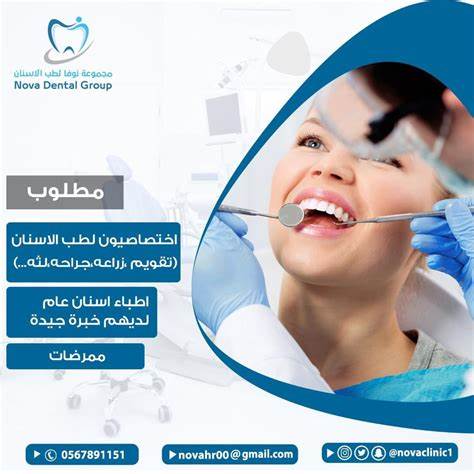 مجموعة نوفا لطب الاسنان
Nova Dental Group
مطلوب
اختصاصيون لطب الاسنان
(تقويم ,زراعه,جراحه,لثه...)
اطباء اسنان عام
لديهم خبرة جيدة
ممرضات
0567891151
novahr00@gmail.com
@novaclinic1